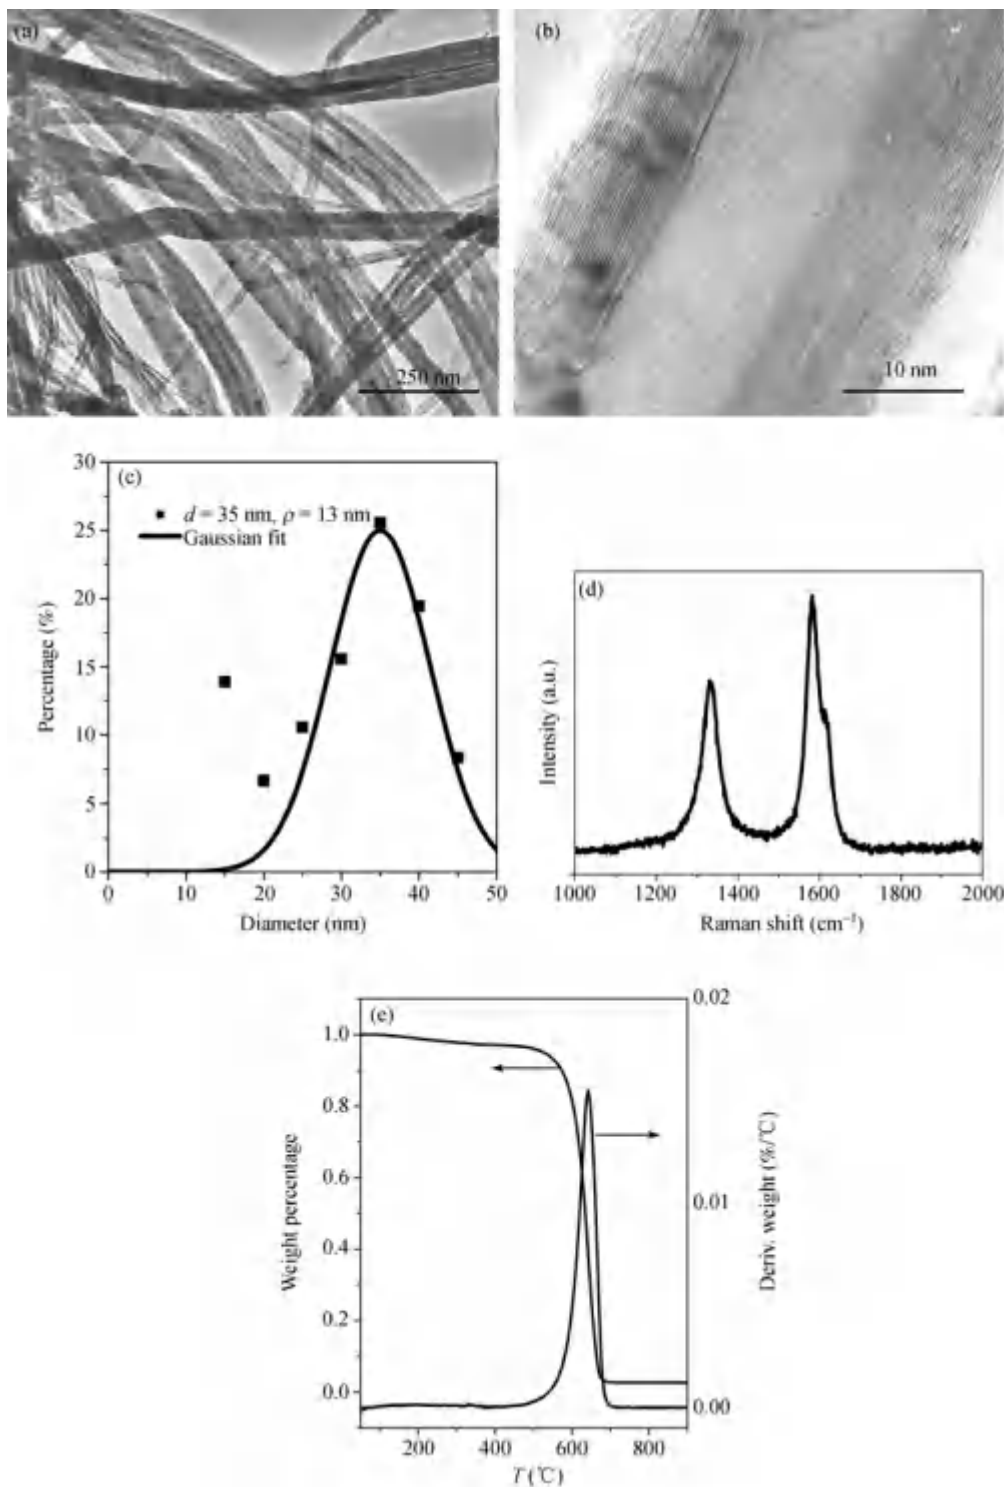 (a)
250 nm
(b)
10 nm
(c)
d = 35 nm, ρ = 13 nm
Gaussian fit
30
25
20
15
10
5
0
Percentage (%)
0 10 20 30 40 50
Diameter (nm)
(d)
Intensity (a.u.)
1000 1200 1400 1600 1800 2000
Raman shift (cm⁻¹)
(e)
1.0
0.8
0.6
0.4
0.2
0.0
Weight percentage
0.02
0.01
0.00
Deriv. weight (%/℃)
200 400 600 800
T (℃)